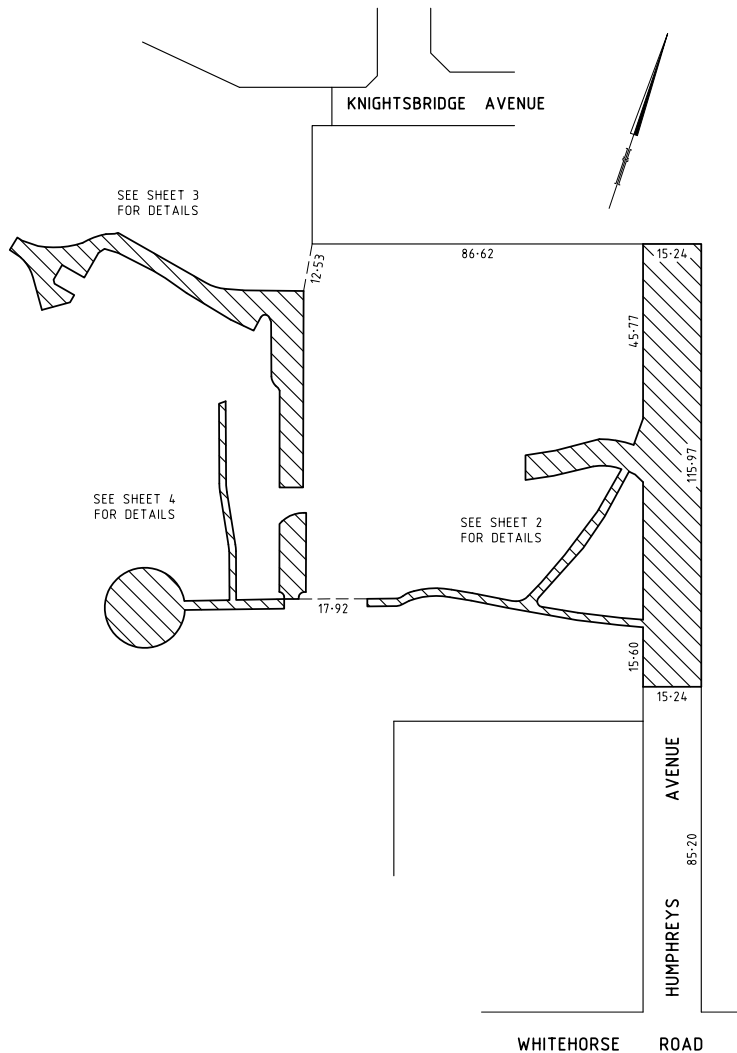 KNIGHTSBRIDGE AVENUE
SEE SHEET 3
FOR DETAILS
12·53
86·62
15·24
45·77
115·97
SEE SHEET 4
FOR DETAILS
SEE SHEET 2
FOR DETAILS
17·92
15·60
15·24
HUMPHREYS AVENUE
85·20
WHITEHORSE ROAD